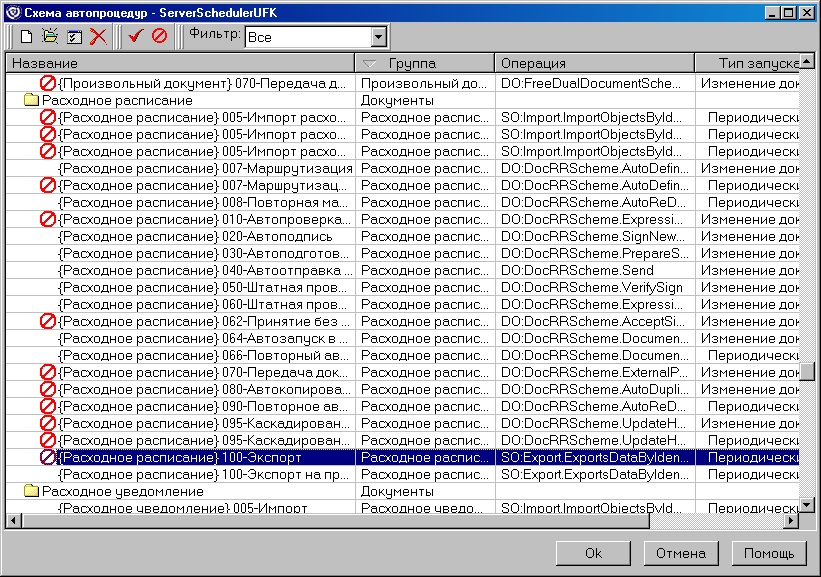 Схема автопроцедур - ServerSchedulerUFK
Фильтр: Все
Название Группа Операция Тип запуска
{Произвольный документ} 070-Передача д... Произвольный до... DO:FreeDualDocumentSche... Изменение док
Расходное расписание Документы
{Расходное расписание} 005-Импорт расхо... Расходное распис... SO:Import.ImportObjectsById... Периодически
{Расходное расписание} 005-Импорт расхо... Расходное распис... SO:Import.ImportObjectsById... Периодически
{Расходное расписание} 005-Импорт расхо... Расходное распис... SO:Import.ImportObjectsById... Периодически
{Расходное расписание} 007-Маршрутизация Расходное распис... DO:DocRRScheme.AutoDefin... Изменение док
{Расходное расписание} 007-Маршрутизац... Расходное распис... DO:DocRRScheme.AutoDefin... Периодически
{Расходное расписание} 008-Повторная ма... Расходное распис... DO:DocRRScheme.AutoReD... Периодически
{Расходное расписание} 010-Автопроверка... Расходное распис... DO:DocRRScheme.Expressi... Изменение док
{Расходное расписание} 020-Автоподпись Расходное распис... DO:DocRRScheme.SignNew... Изменение док
{Расходное расписание} 030-Автоподготов... Расходное распис... DO:DocRRScheme.PrepareS... Изменение док
{Расходное расписание} 040-Автоотправка ... Расходное распис... DO:DocRRScheme.Send Изменение док
{Расходное расписание} 050-Штатная пров... Расходное распис... DO:DocRRScheme.VerifySign Изменение док
{Расходное расписание} 060-Штатная пров... Расходное распис... DO:DocRRScheme.Expressi... Изменение док
{Расходное расписание} 062-Принятие без ... Расходное распис... DO:DocRRScheme.AcceptSi... Изменение док
{Расходное расписание} 064-Автозапуск в ... Расходное распис... DO:DocRRScheme.Documen... Изменение док
{Расходное расписание} 066-Повторный ав... Расходное распис... DO:DocRRScheme.Documen... Периодически
{Расходное расписание} 070-Передача док... Расходное распис... DO:DocRRScheme.ExternalP... Изменение док
{Расходное расписание} 080-Автокопирова... Расходное распис... DO:DocRRScheme.AutoDupli... Изменение док
{Расходное расписание} 090-Повторное ав... Расходное распис... DO:DocRRScheme.AutoReD... Периодически
{Расходное расписание} 095-Каскадирован... Расходное распис... DO:DocRRScheme.UpdateH... Изменение док
{Расходное расписание} 095-Каскадирован... Расходное распис... DO:DocRRScheme.UpdateH... Периодически
{Расходное расписание} 100-Экспорт Расходное распис... SO:Export.ExportsDataByIden... Периодически
{Расходное расписание} 100-Экспорт на пр... Расходное распис... SO:Export.ExportsDataByIden... Периодически
Расходное уведомление Документы
{Расходное уведомление} 005-Импорт Расходное уведо... SO:Import.ImportObjectsById... Периодически
Ok Отмена Помощь